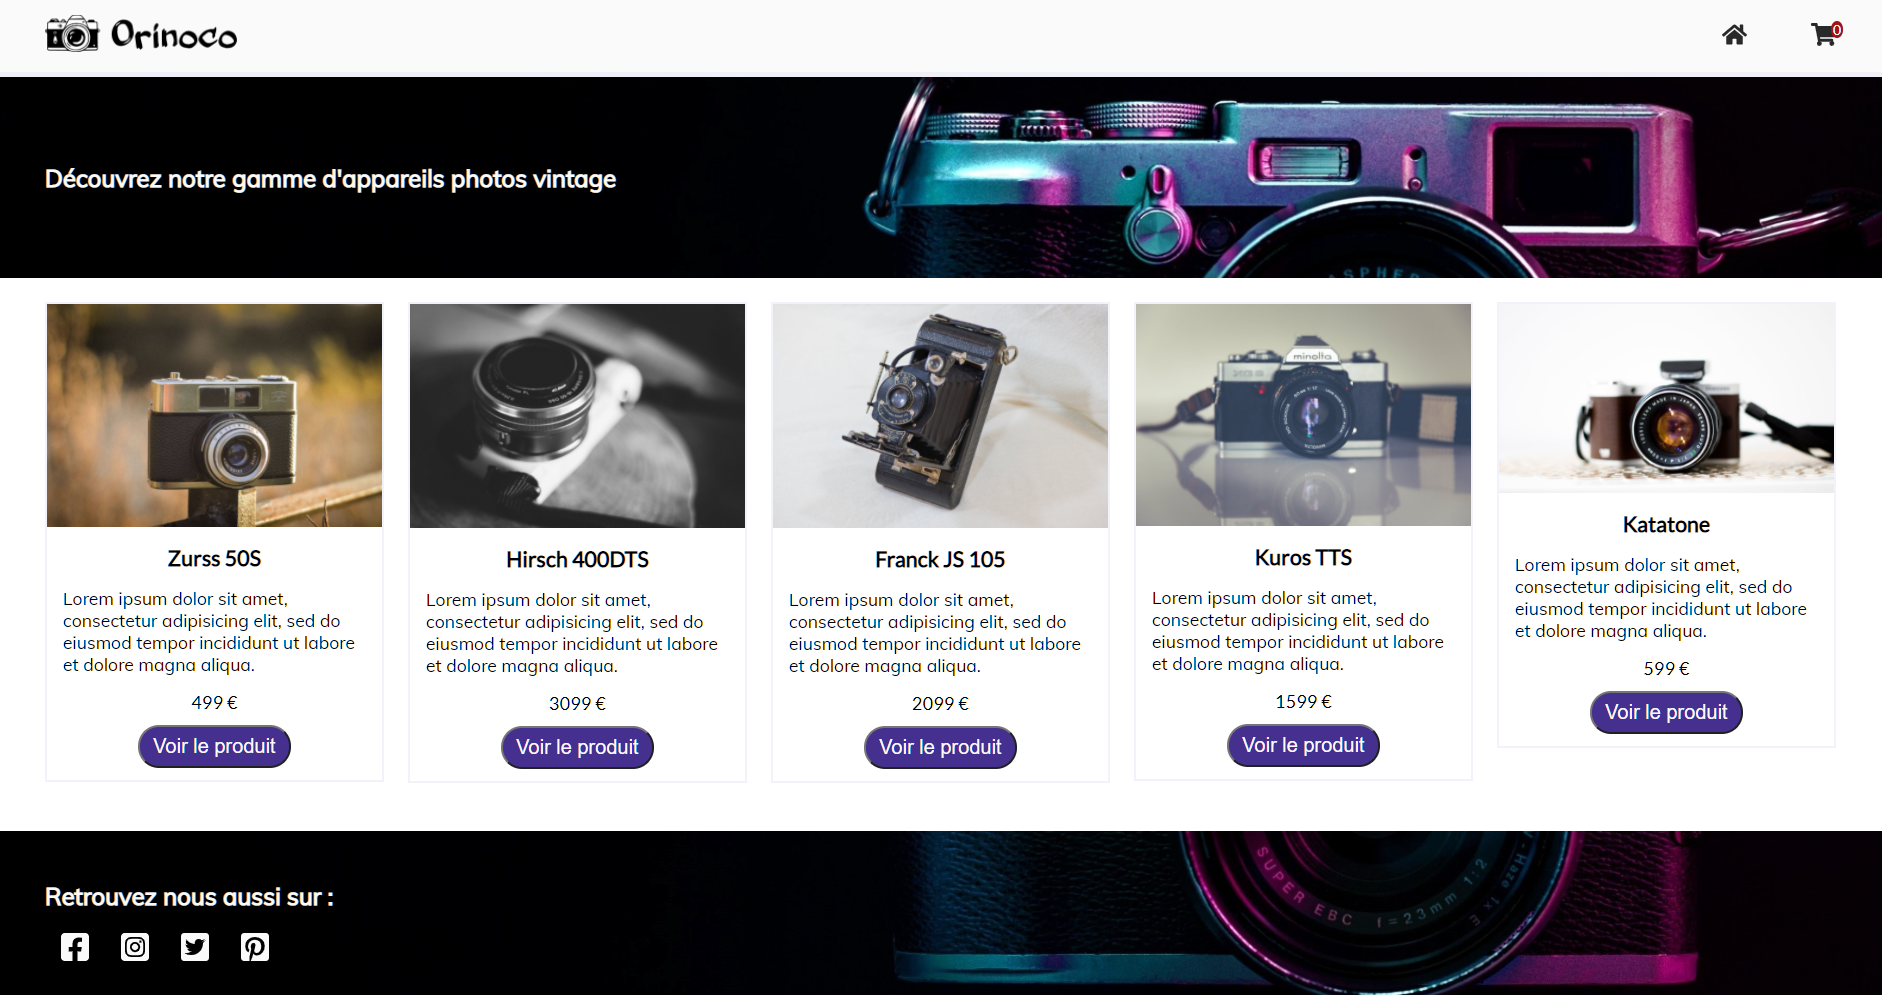 Orinoco
0
Découvrez notre gamme d'appareils photos vintage
ASPHER
minolta
Zurss 50S
Lorem ipsum dolor sit amet,
consectetur adipisicing elit, sed do
eiusmod tempor incididunt ut labore
et dolore magna aliqua.
499 €
Voir le produit
Hirsch 400DTS
Lorem ipsum dolor sit amet,
consectetur adipisicing elit, sed do
eiusmod tempor incididunt ut labore
et dolore magna aliqua.
3099 €
Voir le produit
Franck JS 105
Lorem ipsum dolor sit amet,
consectetur adipisicing elit, sed do
eiusmod tempor incididunt ut labore
et dolore magna aliqua.
2099 €
Voir le produit
Kuros TTS
Lorem ipsum dolor sit amet,
consectetur adipisicing elit, sed do
eiusmod tempor incididunt ut labore
et dolore magna aliqua.
1599 €
Voir le produit
Katatone
Lorem ipsum dolor sit amet,
consectetur adipisicing elit, sed do
eiusmod tempor incididunt ut labore
et dolore magna aliqua.
599 €
Voir le produit
Retrouvez nous aussi sur :
SUPER EBC f=23mm 1:2